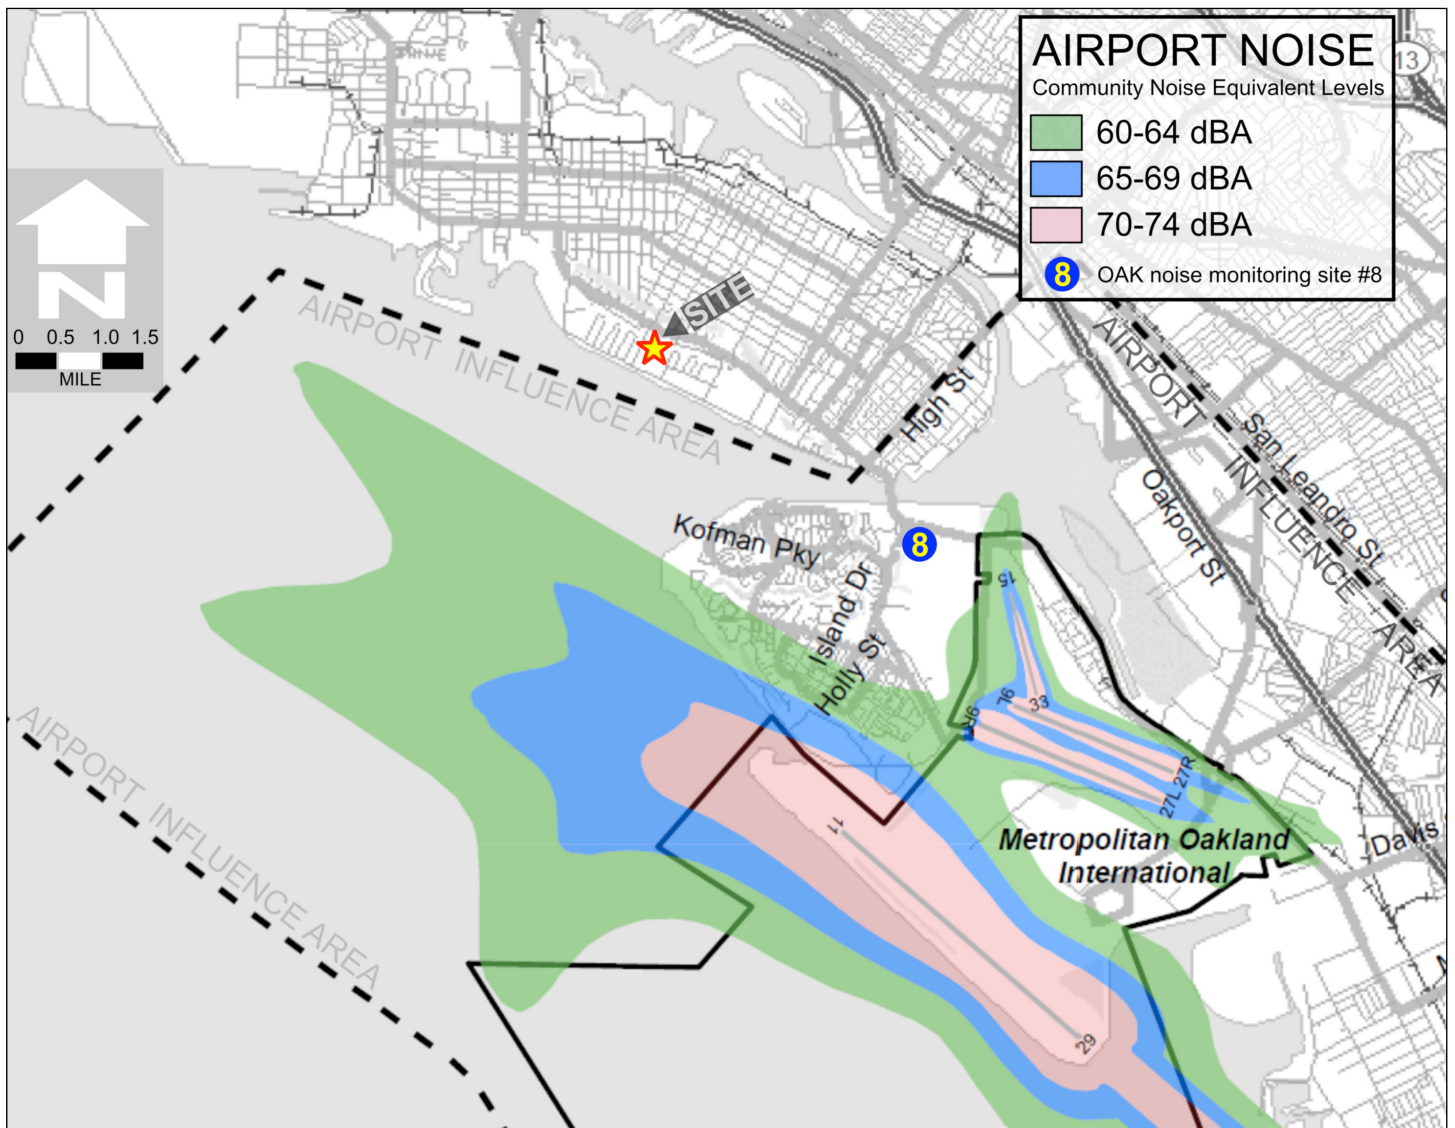 AIRPORT NOISE
Community Noise Equivalent Levels
60-64 dBA
65-69 dBA
70-74 dBA
8 OAK noise monitoring site #8
13
N
0 0.5 1.0 1.5
MILE
SITE
AIRPORT INFLUENCE AREA
High St
AIRPORT INFLUENCE AREA
San Leandro St
Oakport St
Kofman Pky
8
Island Dr
Holly St
15
33
9L
9R
27R
27L
11
29
Metropolitan Oakland
International
Davis
AIRPORT INFLUENCE AREA